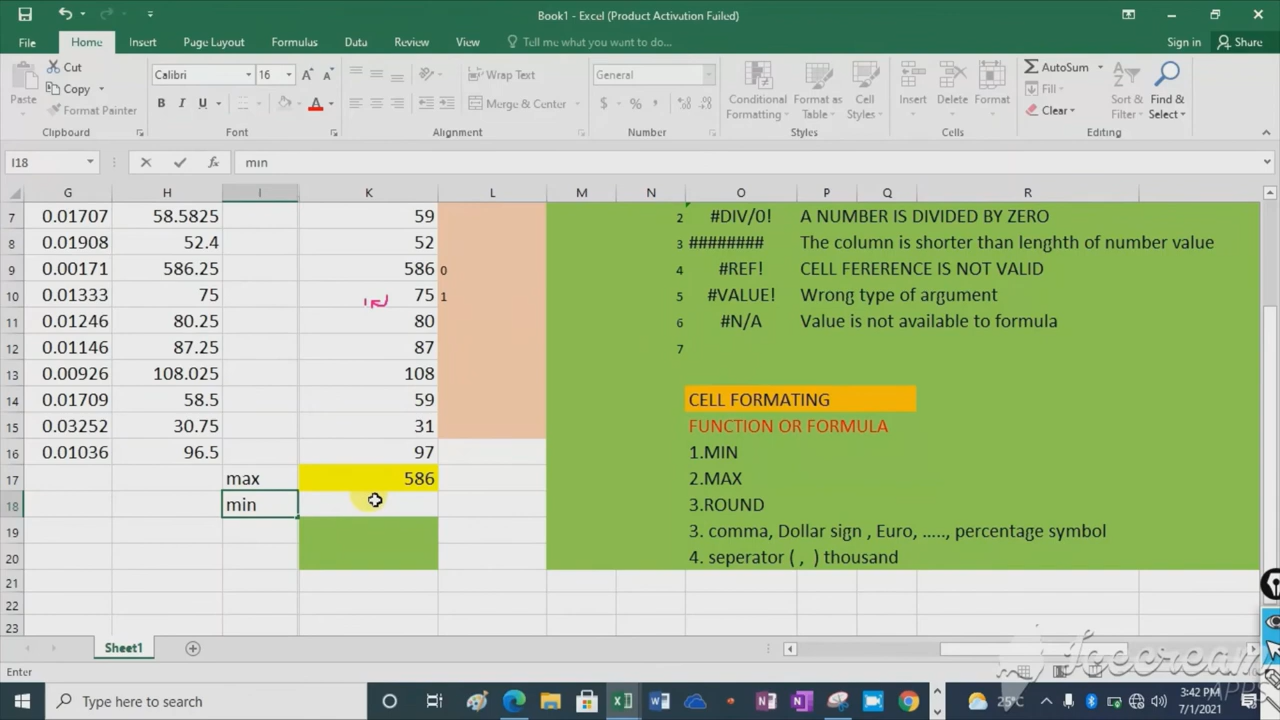 Book1 - Excel (Product Activation Failed)
File Home Insert Page Layout Formulas Data Review View Tell me what you want to do... Sign in Share
Cut
Copy
Format Painter
Paste
Calibri 16
B I U
Wrap Text
Merge & Center
General
$ % ,
Conditional Formatting
Format as Table
Cell Styles
Insert Delete Format
AutoSum
Fill
Clear
Sort & Filter
Find & Select
Clipboard Font Alignment Number Styles Cells Editing
I18 fx min
G H I K L M N O P Q R
7 0.01707 58.5825 59 2 #DIV/0! A NUMBER IS DIVIDED BY ZERO
8 0.01908 52.4 52 3 ######## The column is shorter than lenghth of number value
9 0.00171 586.25 586 0 4 #REF! CELL FERERENCE IS NOT VALID
10 0.01333 75 75 1 5 #VALUE! Wrong type of argument
11 0.01246 80.25 80 6 #N/A Value is not available to formula
12 0.01146 87.25 87 7
13 0.00926 108.025 108
14 0.01709 58.5 59 CELL FORMATING
15 0.03252 30.75 31 FUNCTION OR FORMULA
16 0.01036 96.5 97 1.MIN
17 max 586 2.MAX
18 min 3.ROUND
19 3. comma, Dollar sign , Euro, ....., percentage symbol
20 4. seperator ( , ) thousand
21
22
23
Sheet1
Enter
Icecream
APPS
Type here to search
25°C
3:42 PM
7/1/2021